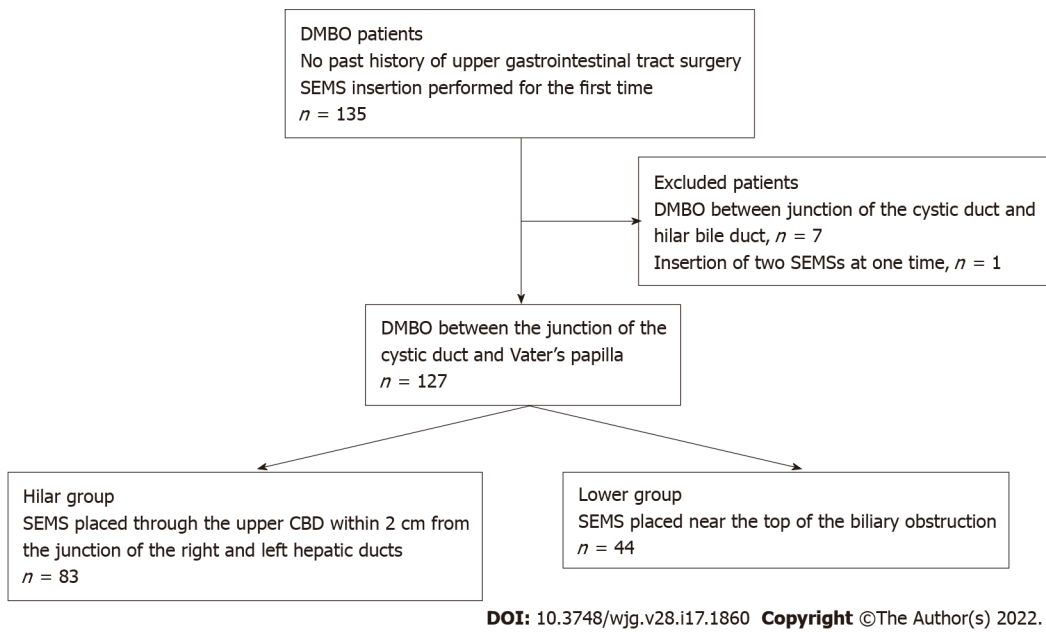 DMBO patients
No past history of upper gastrointestinal tract surgery
SEMS insertion performed for the first time
n = 135
Excluded patients
DMBO between junction of the cystic duct and
hilar bile duct, n = 7
Insertion of two SEMSs at one time, n = 1
DMBO between the junction of the
cystic duct and Vater's papilla
n = 127
Hilar group
SEMS placed through the upper CBD within 2 cm from
the junction of the right and left hepatic ducts
n = 83
Lower group
SEMS placed near the top of the biliary obstruction
n = 44
DOI: 10.3748/wjg.v28.i17.1860 Copyright ©The Author(s) 2022.